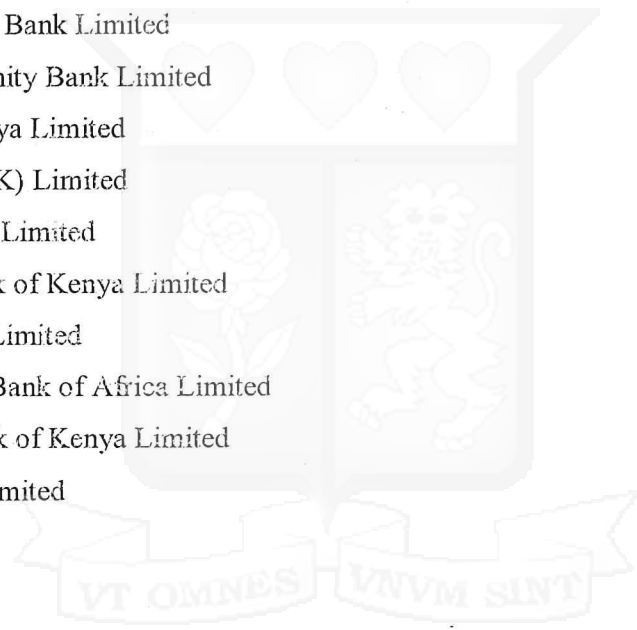 Bank Limited
nity Bank Limited
ya Limited
K) Limited
Limited
k of Kenya Limited
Limited
Bank of Africa Limited
k of Kenya Limited
mited
VT OMNES VNVM SINT